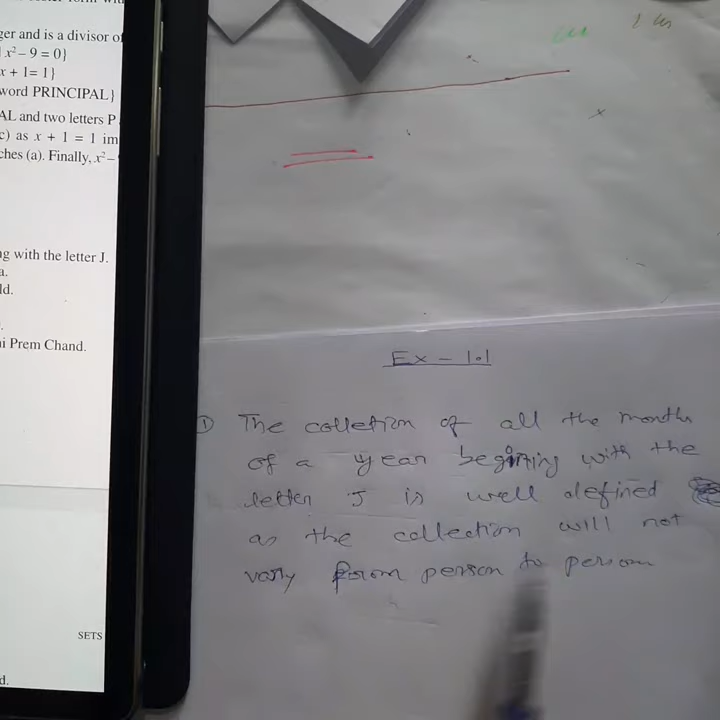 ger and is a divisor of
x² – 9 = 0}
x + 1 = 1}
word PRINCIPAL}
AL and two letters P
c) as x + 1 = 1 im
ches (a). Finally, x² –
ng with the letter J.
a.
ld.
i Prem Chand.
SETS
d.
Ex – 1.1
① The colletion of all the months
of a year begining with the
letter J is well defined
as the collection will not
vary from person to person